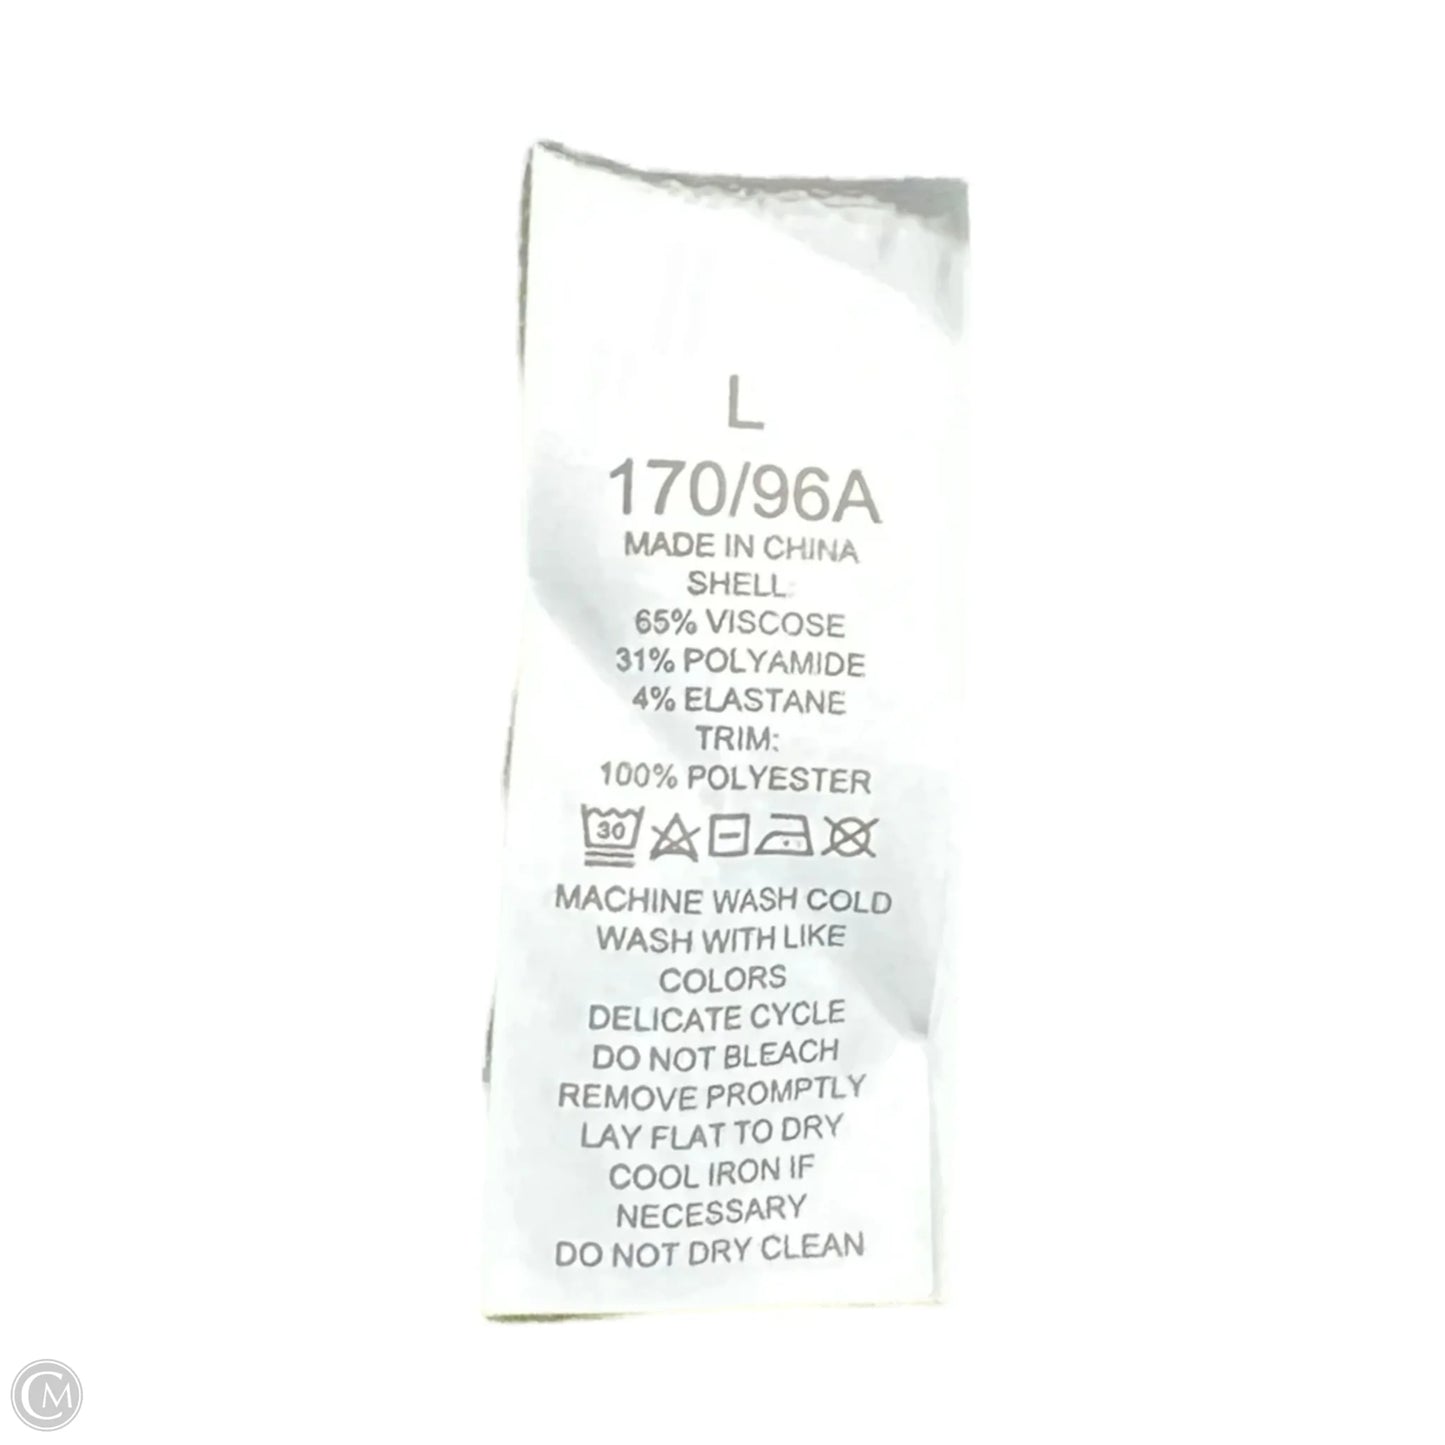 L
170/96A
MADE IN CHINA
SHELL:
65% VISCOSE
31% POLYAMIDE
4% ELASTANE
TRIM:
100% POLYESTER
30
MACHINE WASH COLD
WASH WITH LIKE
COLORS
DELICATE CYCLE
DO NOT BLEACH
REMOVE PROMPTLY
LAY FLAT TO DRY
COOL IRON IF
NECESSARY
DO NOT DRY CLEAN
CM